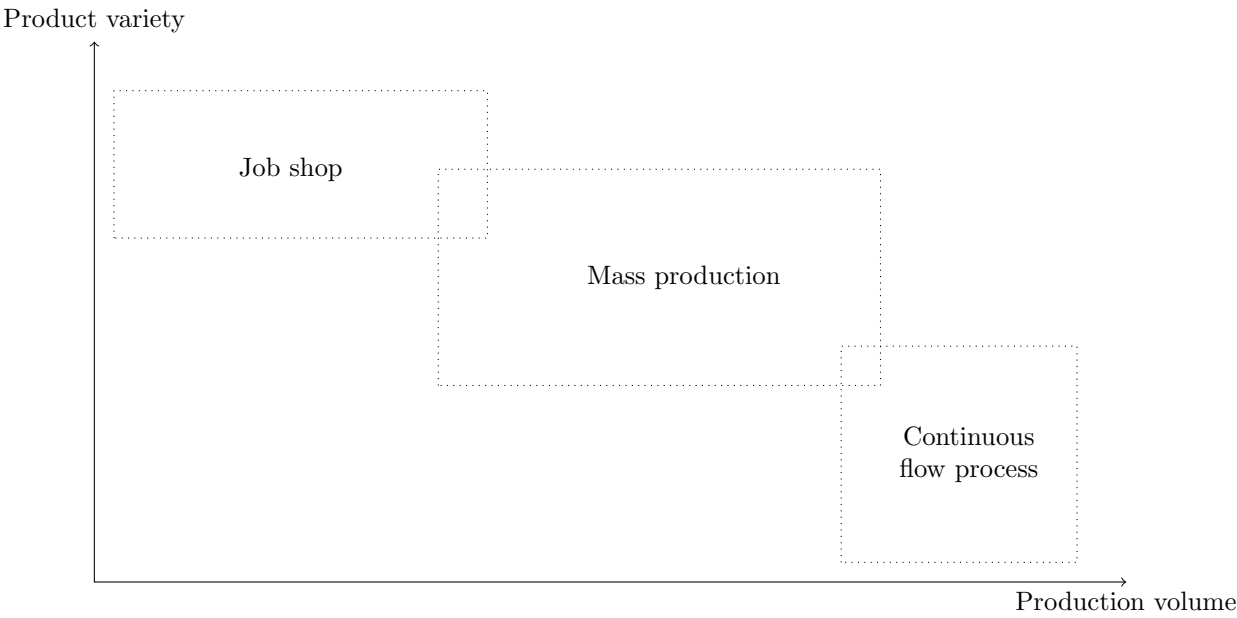 Product variety
Job shop
Mass production
Continuous
flow process
Production volume